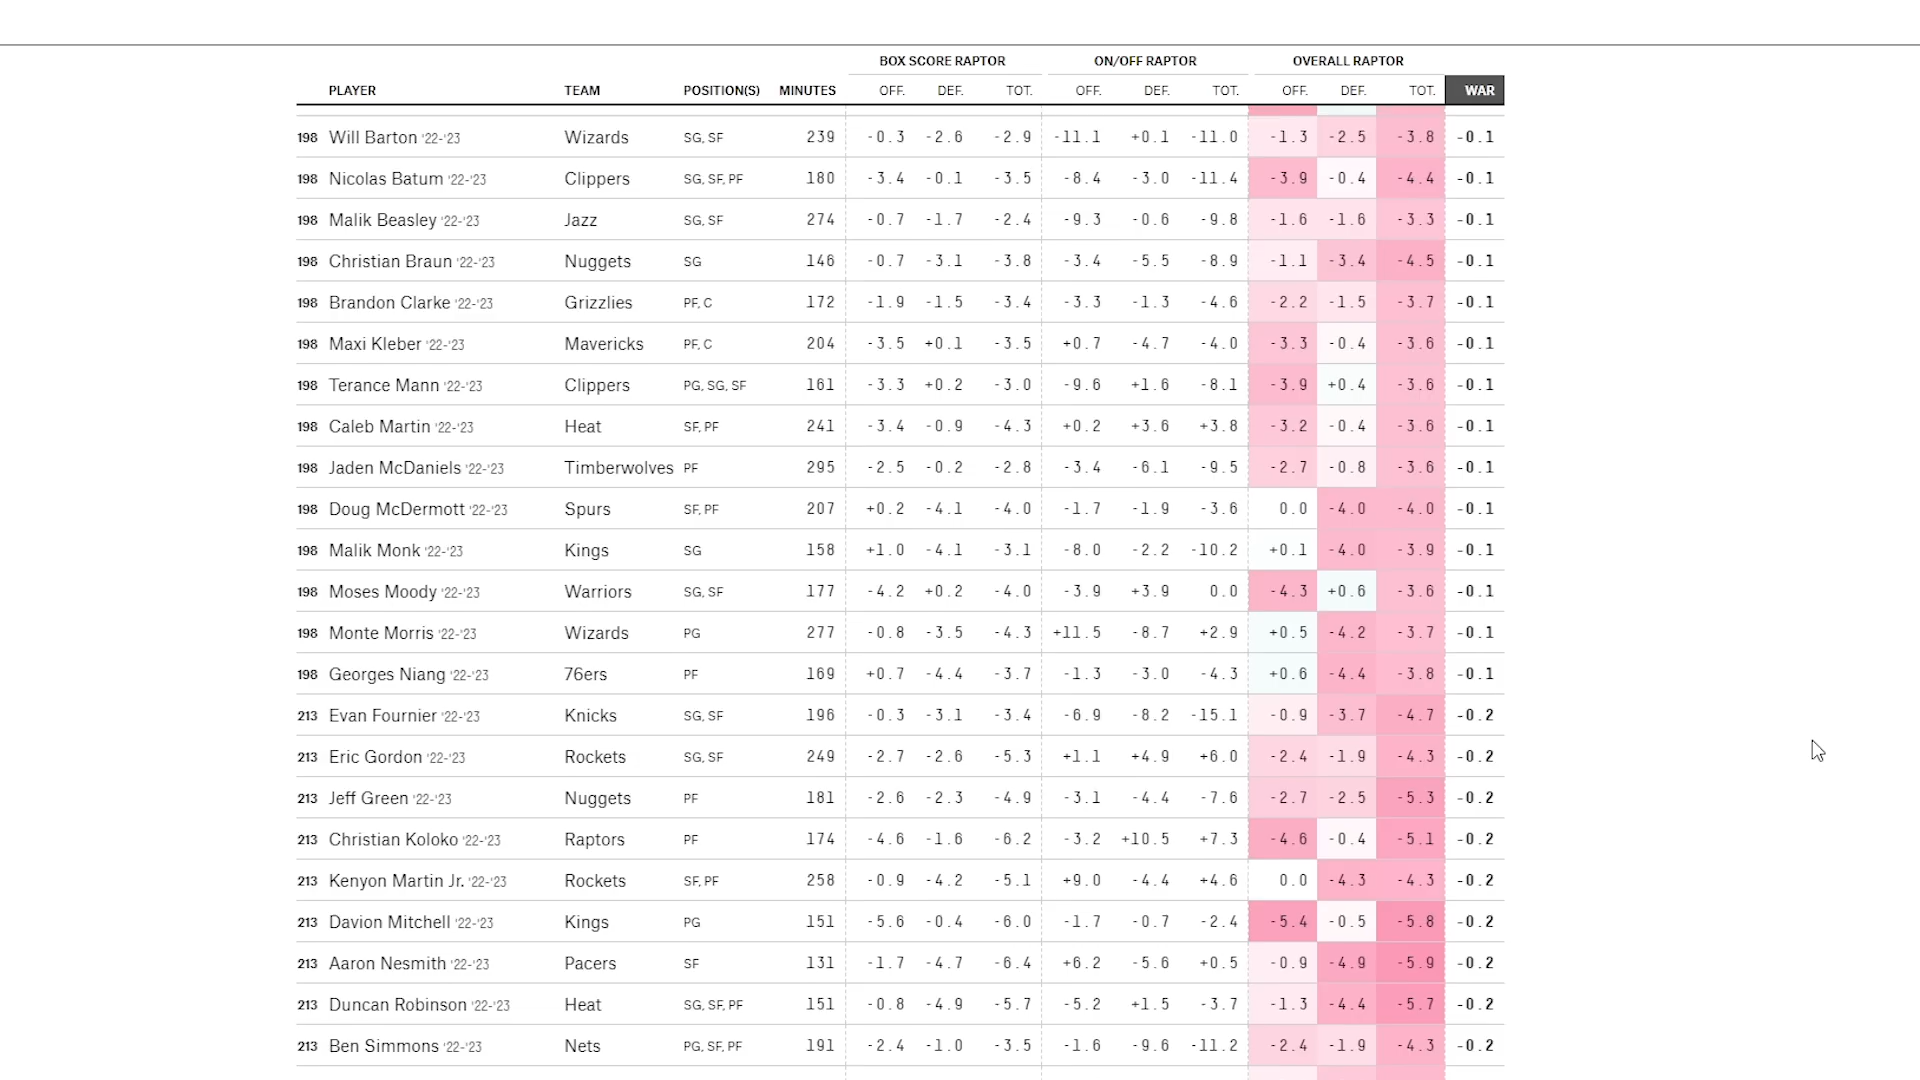 BOX SCORE RAPTOR ON/OFF RAPTOR OVERALL RAPTOR
PLAYER TEAM POSITION(S) MINUTES OFF. DEF. TOT. OFF. DEF. TOT. OFF. DEF. TOT. WAR
198 Will Barton '22-'23 Wizards SG, SF 239 -0.3 -2.6 -2.9 -11.1 +0.1 -11.0 -1.3 -2.5 -3.8 -0.1
198 Nicolas Batum '22-'23 Clippers SG, SF, PF 180 -3.4 -0.1 -3.5 -8.4 -3.0 -11.4 -3.9 -0.4 -4.4 -0.1
198 Malik Beasley '22-'23 Jazz SG, SF 274 -0.7 -1.7 -2.4 -9.3 -0.6 -9.8 -1.6 -1.6 -3.3 -0.1
198 Christian Braun '22-'23 Nuggets SG 146 -0.7 -3.1 -3.8 -3.4 -5.5 -8.9 -1.1 -3.4 -4.5 -0.1
198 Brandon Clarke '22-'23 Grizzlies PF, C 172 -1.9 -1.5 -3.4 -3.3 -1.3 -4.6 -2.2 -1.5 -3.7 -0.1
198 Maxi Kleber '22-'23 Mavericks PF, C 204 -3.5 +0.1 -3.5 +0.7 -4.7 -4.0 -3.3 -0.4 -3.6 -0.1
198 Terance Mann '22-'23 Clippers PG, SG, SF 161 -3.3 +0.2 -3.0 -9.6 +1.6 -8.1 -3.9 +0.4 -3.6 -0.1
198 Caleb Martin '22-'23 Heat SF, PF 241 -3.4 -0.9 -4.3 +0.2 +3.6 +3.8 -3.2 -0.4 -3.6 -0.1
198 Jaden McDaniels '22-'23 Timberwolves PF 295 -2.5 -0.2 -2.8 -3.4 -6.1 -9.5 -2.7 -0.8 -3.6 -0.1
198 Doug McDermott '22-'23 Spurs SF, PF 207 +0.2 -4.1 -4.0 -1.7 -1.9 -3.6 0.0 -4.0 -4.0 -0.1
198 Malik Monk '22-'23 Kings SG 158 +1.0 -4.1 -3.1 -8.0 -2.2 -10.2 +0.1 -4.0 -3.9 -0.1
198 Moses Moody '22-'23 Warriors SG, SF 177 -4.2 +0.2 -4.0 -3.9 +3.9 0.0 -4.3 +0.6 -3.6 -0.1
198 Monte Morris '22-'23 Wizards PG 277 -0.8 -3.5 -4.3 +11.5 -8.7 +2.9 +0.5 -4.2 -3.7 -0.1
198 Georges Niang '22-'23 76ers PF 169 +0.7 -4.4 -3.7 -1.3 -3.0 -4.3 +0.6 -4.4 -3.8 -0.1
213 Evan Fournier '22-'23 Knicks SG, SF 196 -0.3 -3.1 -3.4 -6.9 -8.2 -15.1 -0.9 -3.7 -4.7 -0.2
213 Eric Gordon '22-'23 Rockets SG, SF 249 -2.7 -2.6 -5.3 +1.1 +4.9 +6.0 -2.4 -1.9 -4.3 -0.2
213 Jeff Green '22-'23 Nuggets PF 181 -2.6 -2.3 -4.9 -3.1 -4.4 -7.6 -2.7 -2.5 -5.3 -0.2
213 Christian Koloko '22-'23 Raptors PF 174 -4.6 -1.6 -6.2 -3.2 +10.5 +7.3 -4.6 -0.4 -5.1 -0.2
213 Kenyon Martin Jr. '22-'23 Rockets SF, PF 258 -0.9 -4.2 -5.1 +9.0 -4.4 +4.6 0.0 -4.3 -4.3 -0.2
213 Davion Mitchell '22-'23 Kings PG 151 -5.6 -0.4 -6.0 -1.7 -0.7 -2.4 -5.4 -0.5 -5.8 -0.2
213 Aaron Nesmith '22-'23 Pacers SF 131 -1.7 -4.7 -6.4 +6.2 -5.6 +0.5 -0.9 -4.9 -5.9 -0.2
213 Duncan Robinson '22-'23 Heat SG, SF, PF 151 -0.8 -4.9 -5.7 -5.2 +1.5 -3.7 -1.3 -4.4 -5.7 -0.2
213 Ben Simmons '22-'23 Nets PG, SF, PF 191 -2.4 -1.0 -3.5 -1.6 -9.6 -11.2 -2.4 -1.9 -4.3 -0.2